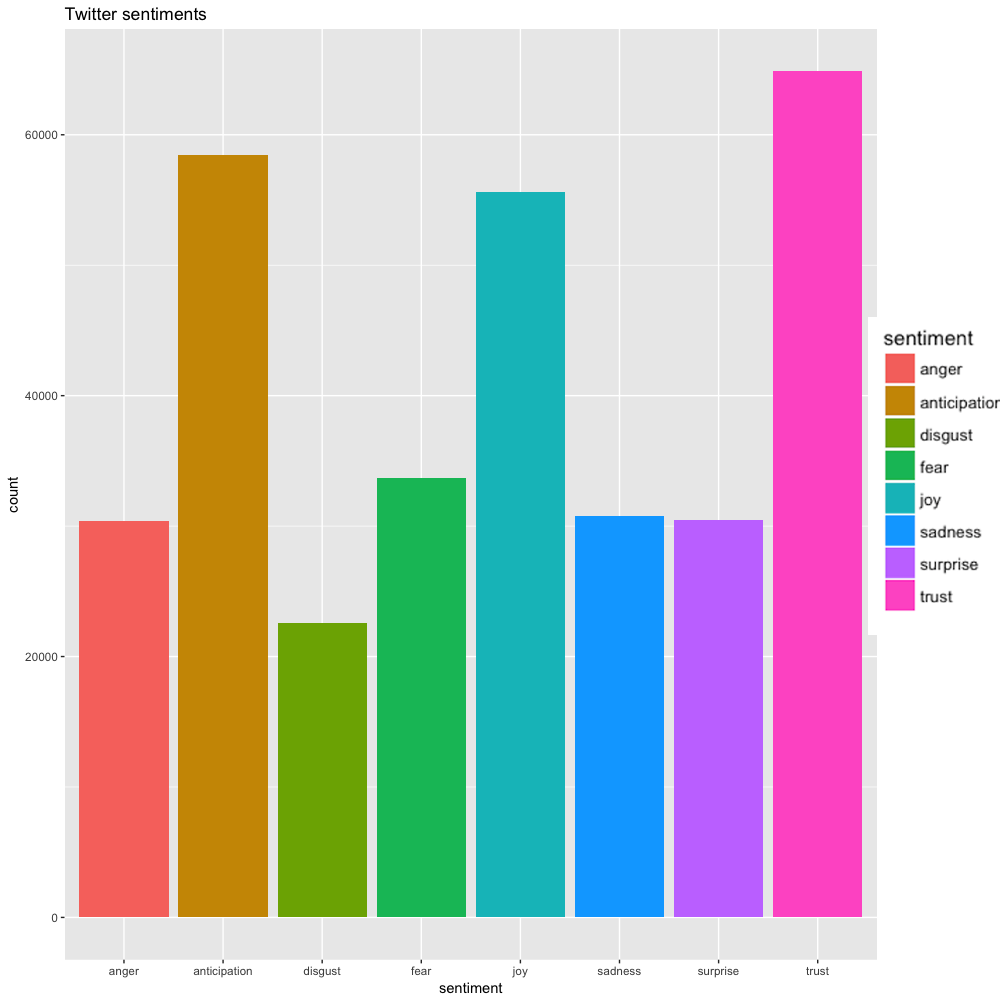 Twitter sentiments
count
60000
40000
20000
0
anger anticipation disgust fear joy sadness surprise trust
sentiment
sentiment
anger
anticipation
disgust
fear
joy
sadness
surprise
trust